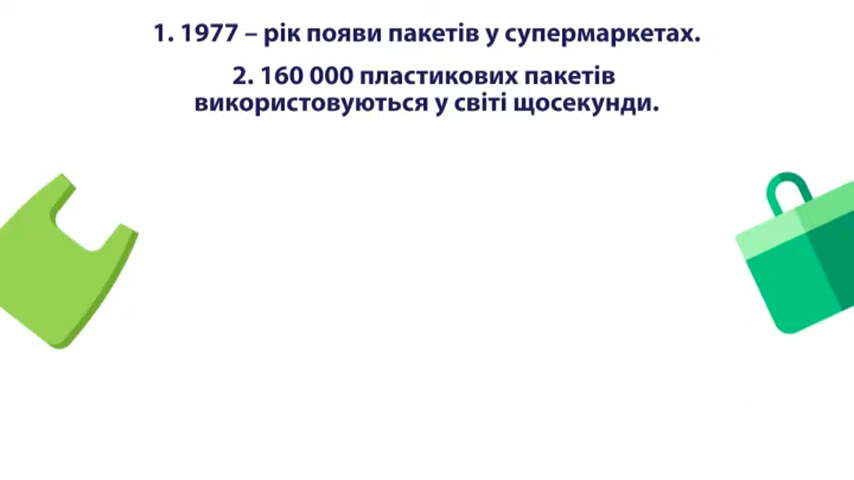 1. 1977 – рік появи пакетів у супермаркетах.
2. 160 000 пластикових пакетів
використовуються у світі щосекунди.